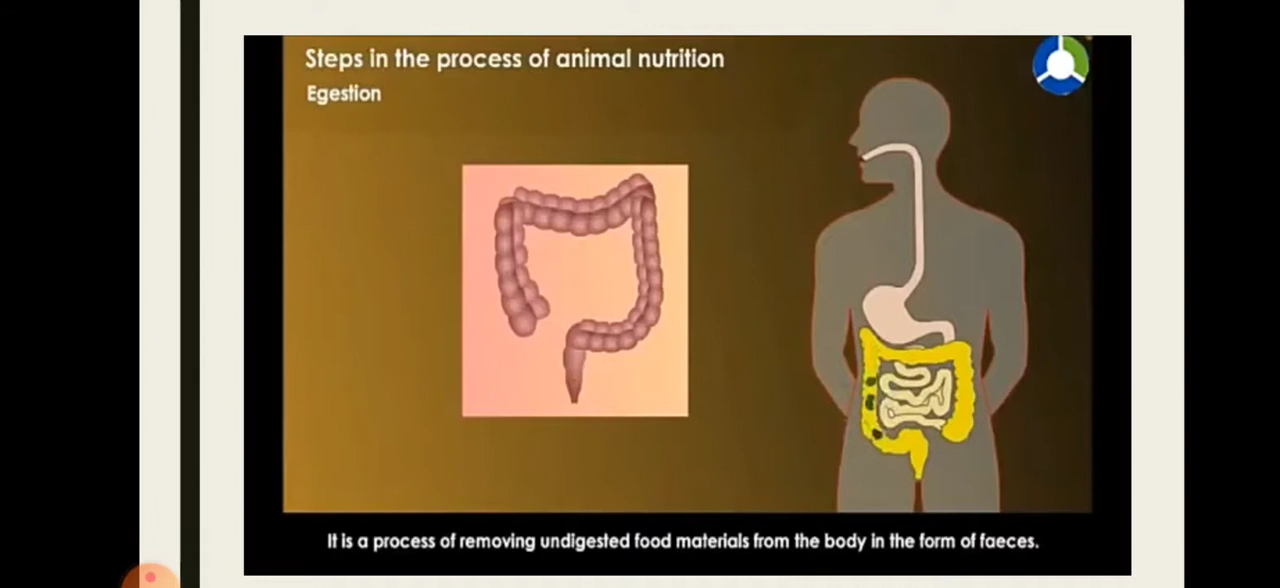 Steps in the process of animal nutrition
Egestion
It is a process of removing undigested food materials from the body in the form of faeces.